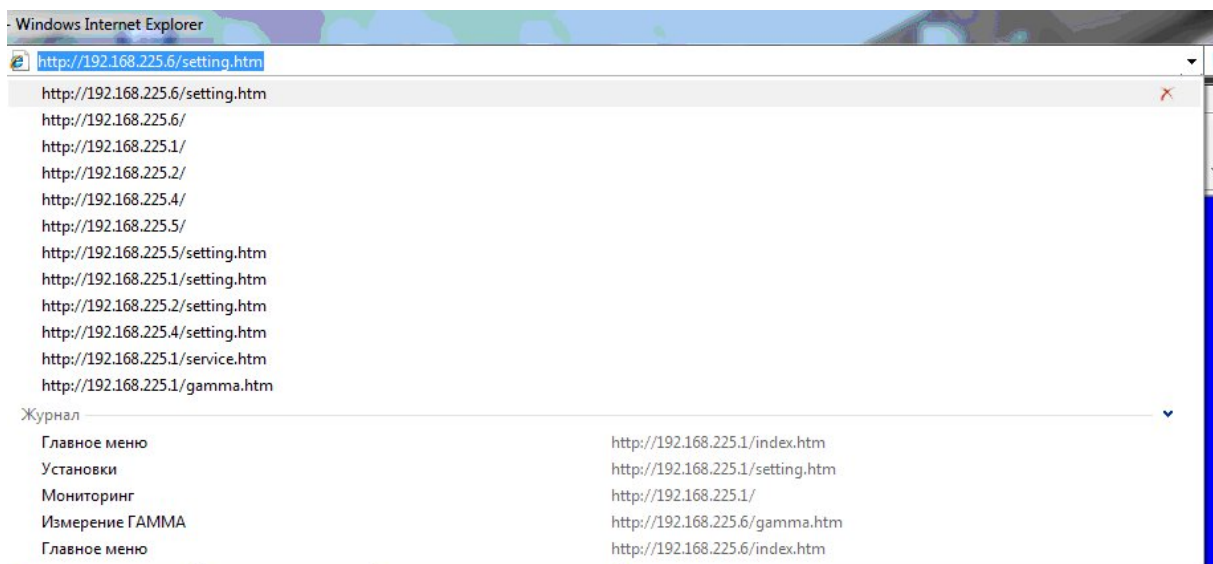 - Windows Internet Explorer
http://192.168.225.6/setting.htm
http://192.168.225.6/setting.htm
http://192.168.225.6/
http://192.168.225.1/
http://192.168.225.2/
http://192.168.225.4/
http://192.168.225.5/
http://192.168.225.5/setting.htm
http://192.168.225.1/setting.htm
http://192.168.225.2/setting.htm
http://192.168.225.4/setting.htm
http://192.168.225.1/service.htm
http://192.168.225.1/gamma.htm
Журнал
Главное меню http://192.168.225.1/index.htm
Установки http://192.168.225.1/setting.htm
Мониторинг http://192.168.225.1/
Измерение ГАММА http://192.168.225.6/gamma.htm
Главное меню http://192.168.225.6/index.htm